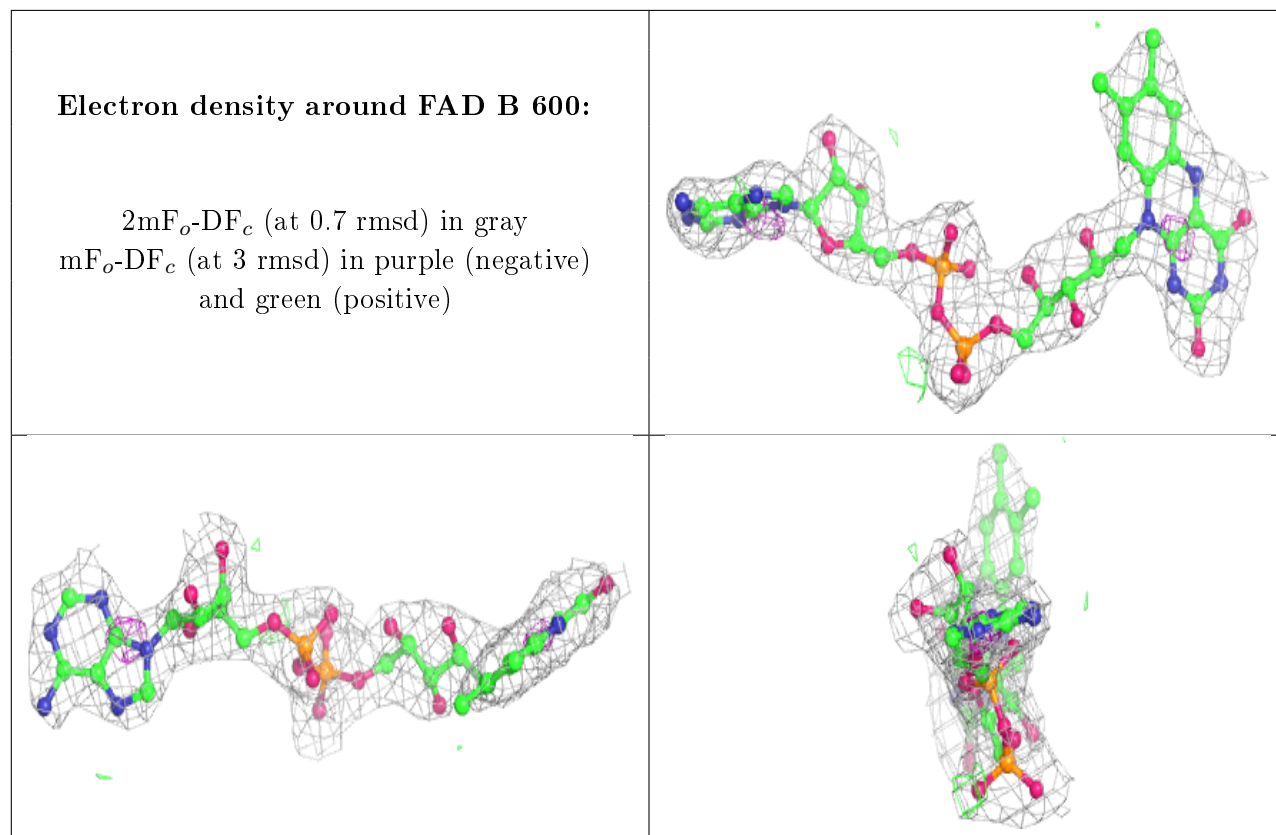 Electron density around FAD B 600:
2mFₒ-DF𝒸 (at 0.7 rmsd) in gray
mFₒ-DF𝒸 (at 3 rmsd) in purple (negative)
and green (positive)